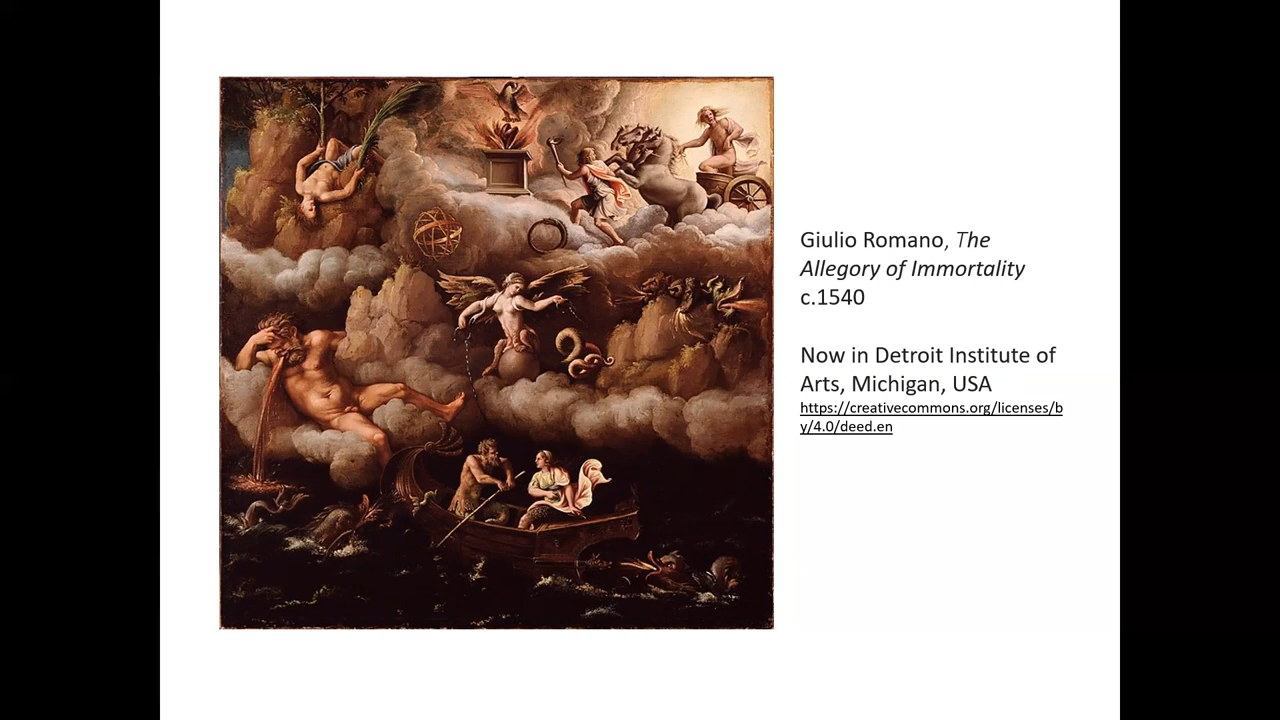 Giulio Romano, The
Allegory of Immortality
c.1540
Now in Detroit Institute of
Arts, Michigan, USA
https://creativecommons.org/licenses/b
y/4.0/deed.en